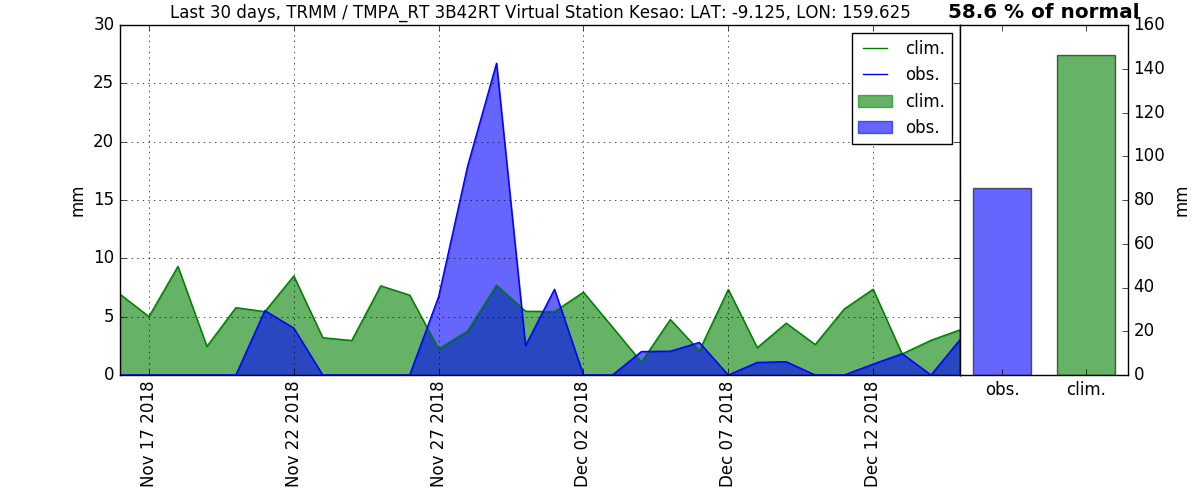 Last 30 days, TRMM / TMPA_RT 3B42RT Virtual Station Kesao: LAT: -9.125, LON: 159.625
58.6 % of normal
30
25
20
15
10
5
0
mm
clim.
obs.
clim.
obs.
160
140
120
100
80
60
40
20
0
mm
obs.
clim.
Nov 17 2018
Nov 22 2018
Nov 27 2018
Dec 02 2018
Dec 07 2018
Dec 12 2018